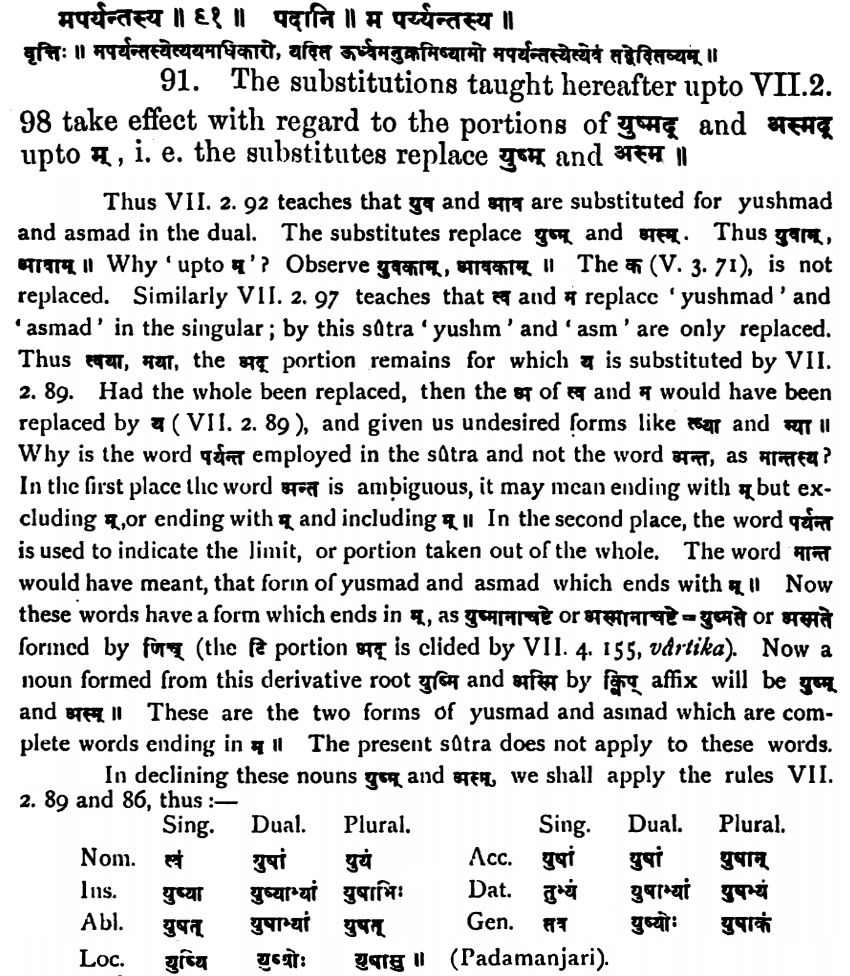 मपर्यन्तस्य ॥ ९१ ॥ पदानि ॥ म पर्य्यन्तस्य ॥
वृत्तिः ॥ मपर्यन्तस्येत्ययमधिकारो, यदित ऊर्ध्वमनुक्रमिष्यामो मपर्यन्तस्येत्येवं तद्वेदितव्यम् ॥
91. The substitutions taught hereafter upto VII.2.
98 take effect with regard to the portions of युष्मद् and अस्मद्
upto म्, i. e. the substitutes replace युष्म् and अस्म ॥
Thus VII. 2. 92 teaches that युव and आव are substituted for yushmad
and asmad in the dual. The substitutes replace युष्म् and अस्म्. Thus युवाम्,
आवाम् ॥ Why 'upto म्'? Observe युवकाम्, आवकाम् ॥ The क (V. 3. 71), is not
replaced. Similarly VII. 2. 97 teaches that त्व and म replace 'yushmad' and
'asmad' in the singular; by this sûtra 'yushm' and 'asm' are only replaced.
Thus त्वया, मया, the अद् portion remains for which य is substituted by VII.
2. 89. Had the whole been replaced, then the अ of त्व and म would have been
replaced by य (VII. 2. 89), and given us undesired forms like त्व्या and म्या ॥
Why is the word पर्यन्त employed in the sûtra and not the word अन्त, as मान्तस्य?
In the first place the word अन्त is ambiguous, it may mean ending with म् but ex-
cluding म्, or ending with म् and including म् ॥ In the second place, the word पर्यन्त
is used to indicate the limit, or portion taken out of the whole. The word मान्त
would have meant, that form of yusmad and asmad which ends with म् ॥ Now
these words have a form which ends in म्, as युष्मानाचष्टे or अस्मानाचष्टे = युष्मते or अस्मते
formed by णिच् (the टि portion अद् is elided by VII. 4. 155, vârtika). Now a
noun formed from this derivative root युष्मि and अस्मि by क्विप् affix will be युष्म्
and अस्म् ॥ These are the two forms of yusmad and asmad which are com-
plete words ending in म् ॥ The present sûtra does not apply to these words.
In declining these nouns युष्म् and अस्म्, we shall apply the rules VII.
2. 89 and 86, thus :—
Sing. Dual. Plural. Sing. Dual. Plural.
Nom. त्वं युषां युयं Acc. युषां युषां युषान्
Ins. युष्या युष्याभ्यां युषाभिः Dat. तुभ्यं युषाभ्यां युषभ्यं
Abl. युषत् युषाभ्यां युषत् Gen. तव युष्योः युषाकं
Loc. युष्यि युष्योः युषासु ॥ (Padamanjari).